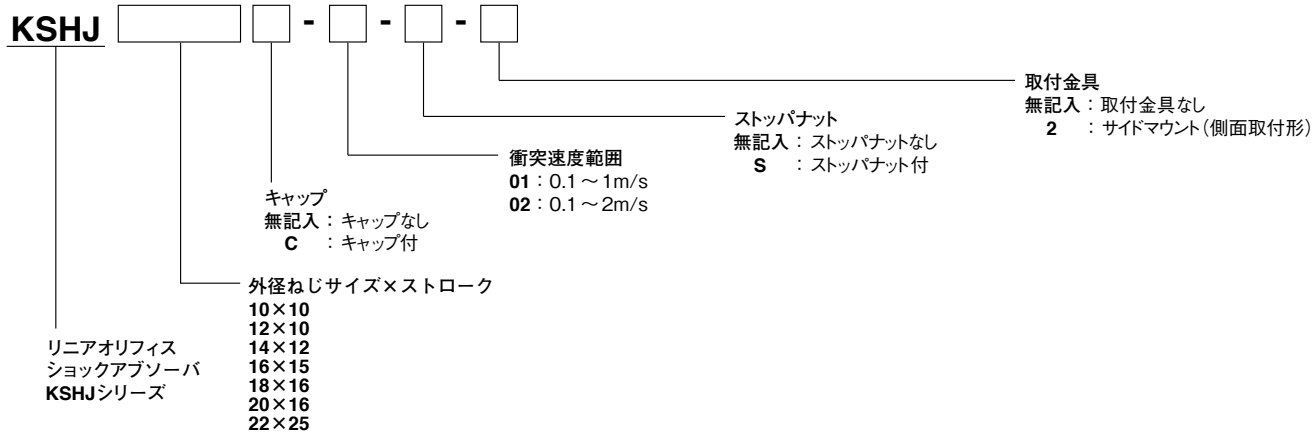 KSHJ - - -
取付金具
無記入：取付金具なし
2 ：サイドマウント（側面取付形）
ストッパナット
無記入：ストッパナットなし
S ：ストッパナット付
衝突速度範囲
01：0.1～1m/s
02：0.1～2m/s
キャップ
無記入：キャップなし
C ：キャップ付
外径ねじサイズ×ストローク
10×10
12×10
14×12
16×15
18×16
20×16
22×25
リニアオリフィス
ショックアブソーバ
KSHJシリーズ